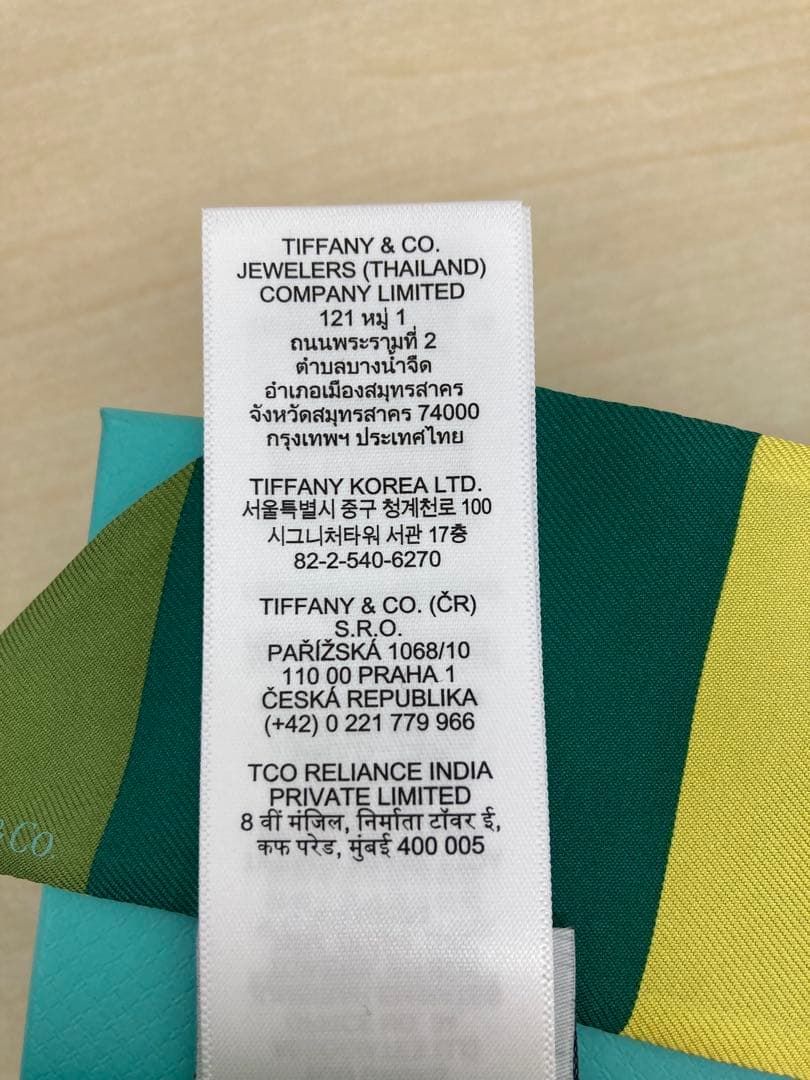 TIFFANY & CO.
JEWELERS (THAILAND)
COMPANY LIMITED
121 หมู่ 1
ถนนพระรามที่ 2
ตำบลบางน้ำจืด
อำเภอเมืองสมุทรสาคร
จังหวัดสมุทรสาคร 74000
กรุงเทพฯ ประเทศไทย
TIFFANY KOREA LTD.
서울특별시 중구 청계천로 100
시그니처타워 서관 17층
82-2-540-6270
TIFFANY & CO. (ČR)
S.R.O.
PAŘÍŽSKÁ 1068/10
110 00 PRAHA 1
ČESKÁ REPUBLIKA
(+42) 0 221 779 966
TCO RELIANCE INDIA
PRIVATE LIMITED
8 वीं मंजिल, निर्माता टॉवर ई,
कफ परेड, मुंबई 400 005
& Co.